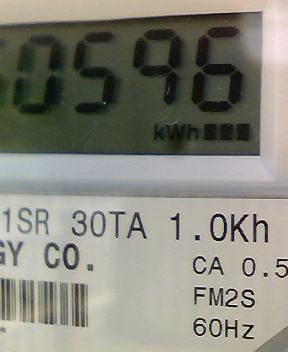 0596
kWh
1SR 30TA 1.0Kh
GY CO.
CA 0.5
FM2S
60Hz